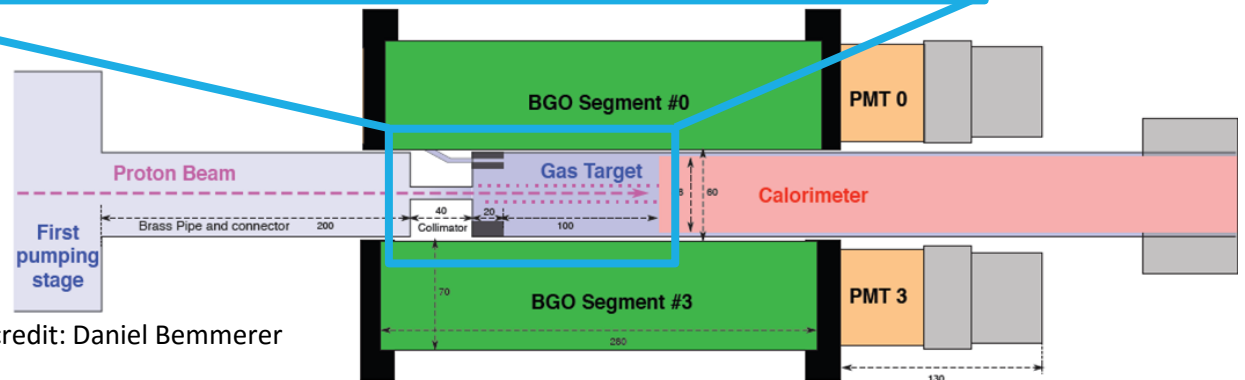 BGO Segment #0
PMT 0
Proton Beam
Gas Target
Calorimeter
60
40
20
Brass Pipe and connector
200
Collimator
100
First
pumping
stage
70
BGO Segment #3
PMT 3
280
credit: Daniel Bemmerer
130